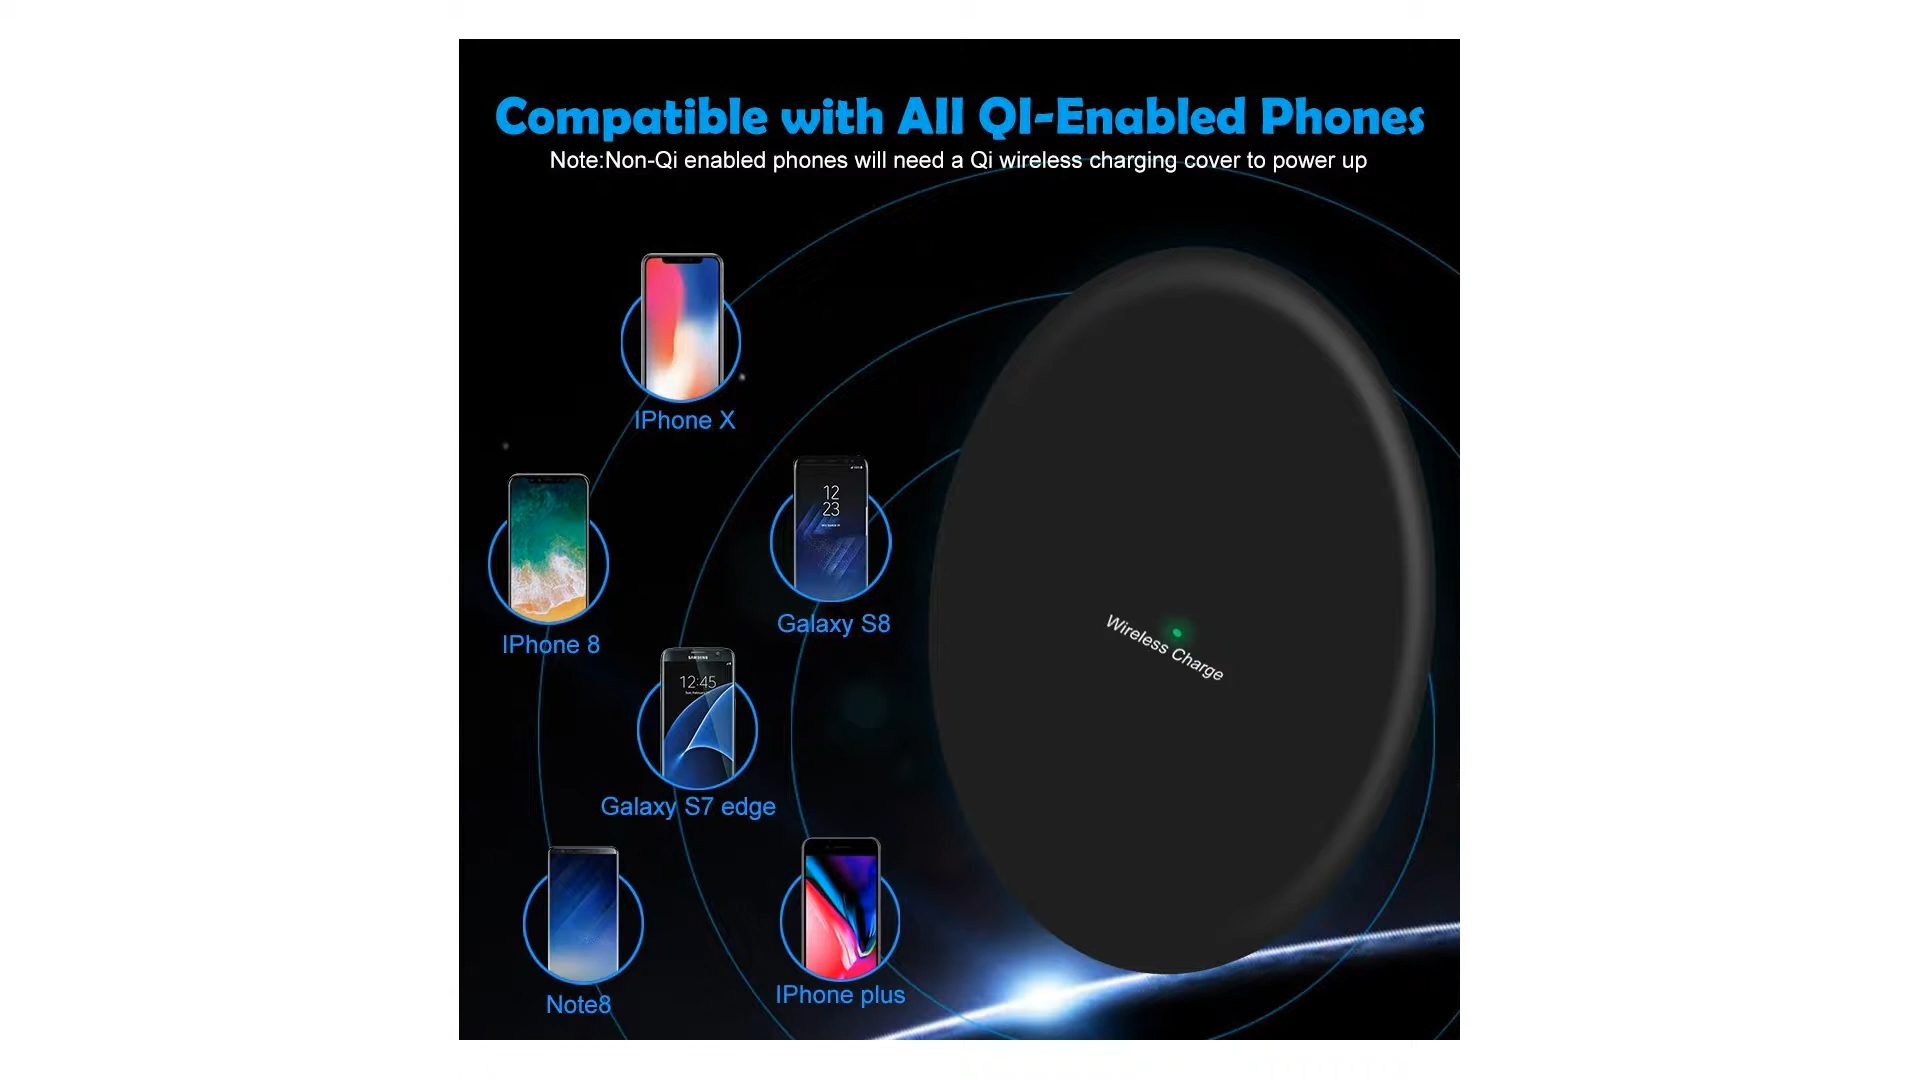 Compatible with All QI-Enabled Phones
Note:Non-Qi enabled phones will need a Qi wireless charging cover to power up
IPhone X
12
23
Galaxy S8
IPhone 8
SAMSUNG
12:45
Galaxy S7 edge
Wireless Charge
Note8
IPhone plus